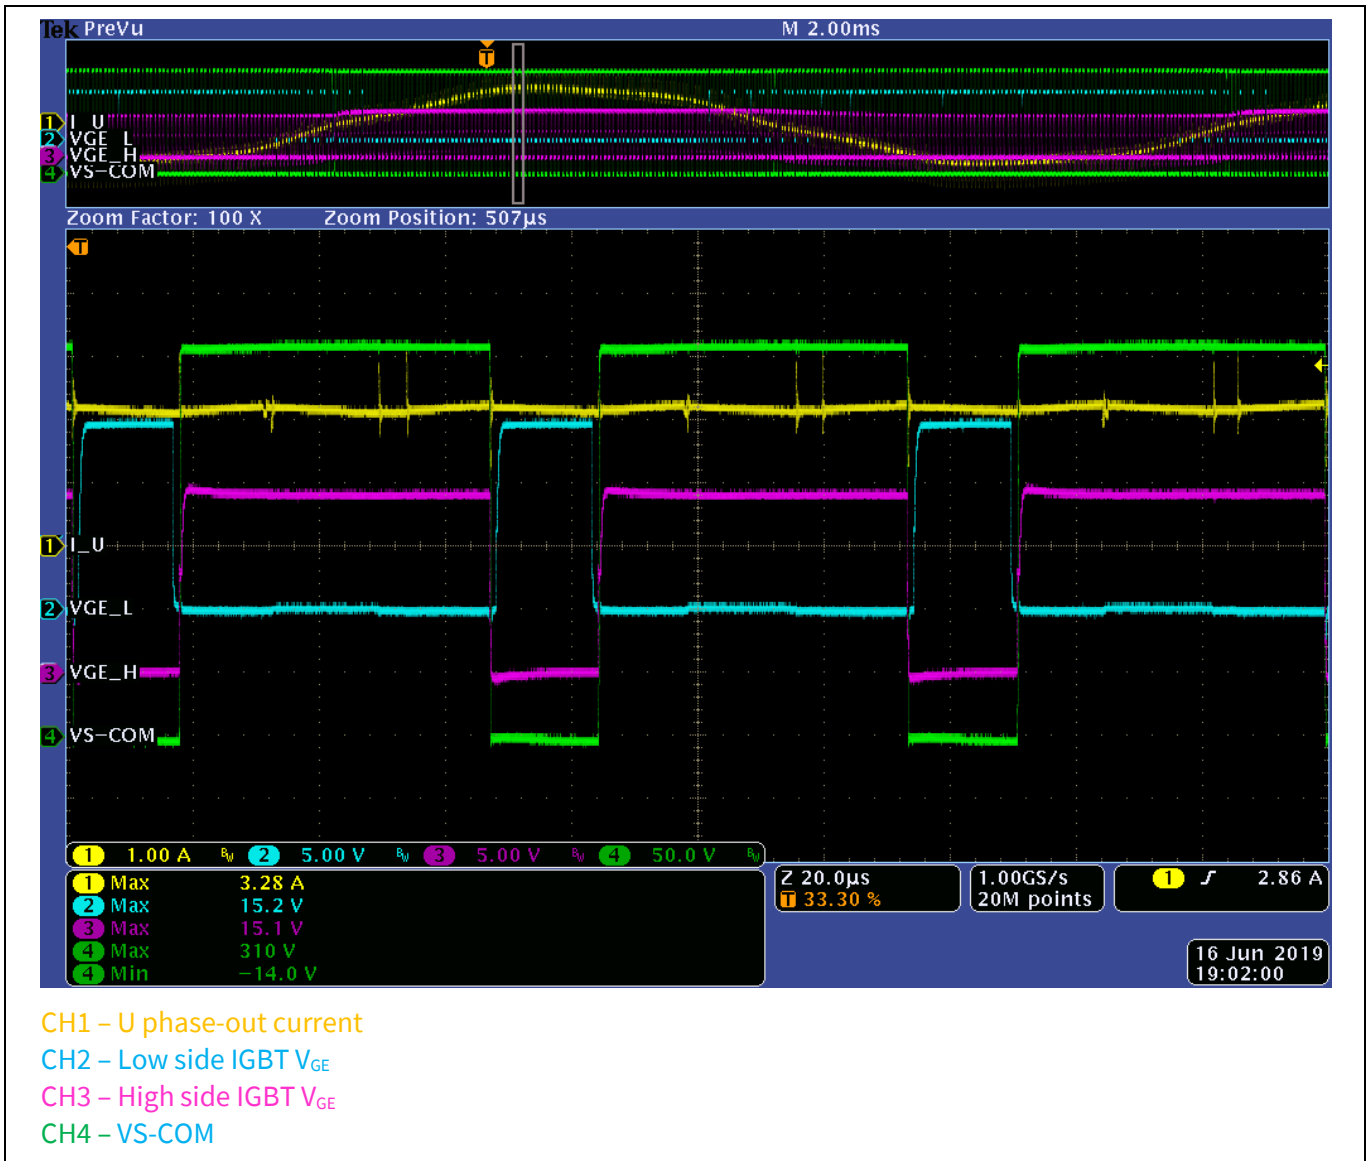 Tek PreVu M 2.00ms
T
1 I_U
2 VGE_L
3 VGE_H
4 VS-COM
Zoom Factor: 100 X Zoom Position: 507µs
T
1 I_U
2 VGE_L
3 VGE_H
4 VS-COM
1 1.00 A BW 2 5.00 V BW 3 5.00 V BW 4 50.0 V BW
1 Max 3.28 A
2 Max 15.2 V
3 Max 15.1 V
4 Max 310 V
4 Min -14.0 V
Z 20.0µs
T 33.30 %
1.00GS/s
20M points
1 2.86 A
16 Jun 2019
19:02:00
CH1 – U phase-out current
CH2 – Low side IGBT VGE
CH3 – High side IGBT VGE
CH4 – VS-COM